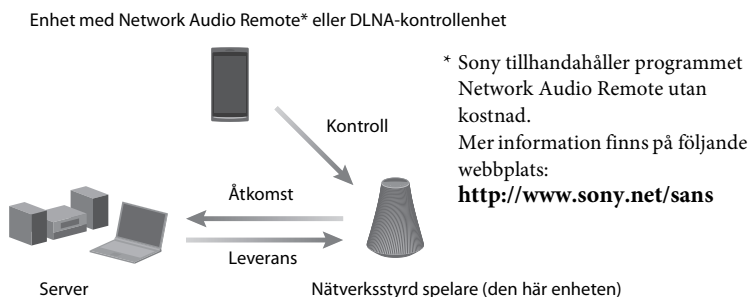 Enhet med Network Audio Remote* eller DLNA-kontrollenhet
* Sony tillhandahåller programmet
Network Audio Remote utan
kostnad.
Mer information finns på följande
webbplats:
http://www.sony.net/sans
Kontroll
Åtkomst
Leverans
Server
Nätverksstyrd spelare (den här enheten)